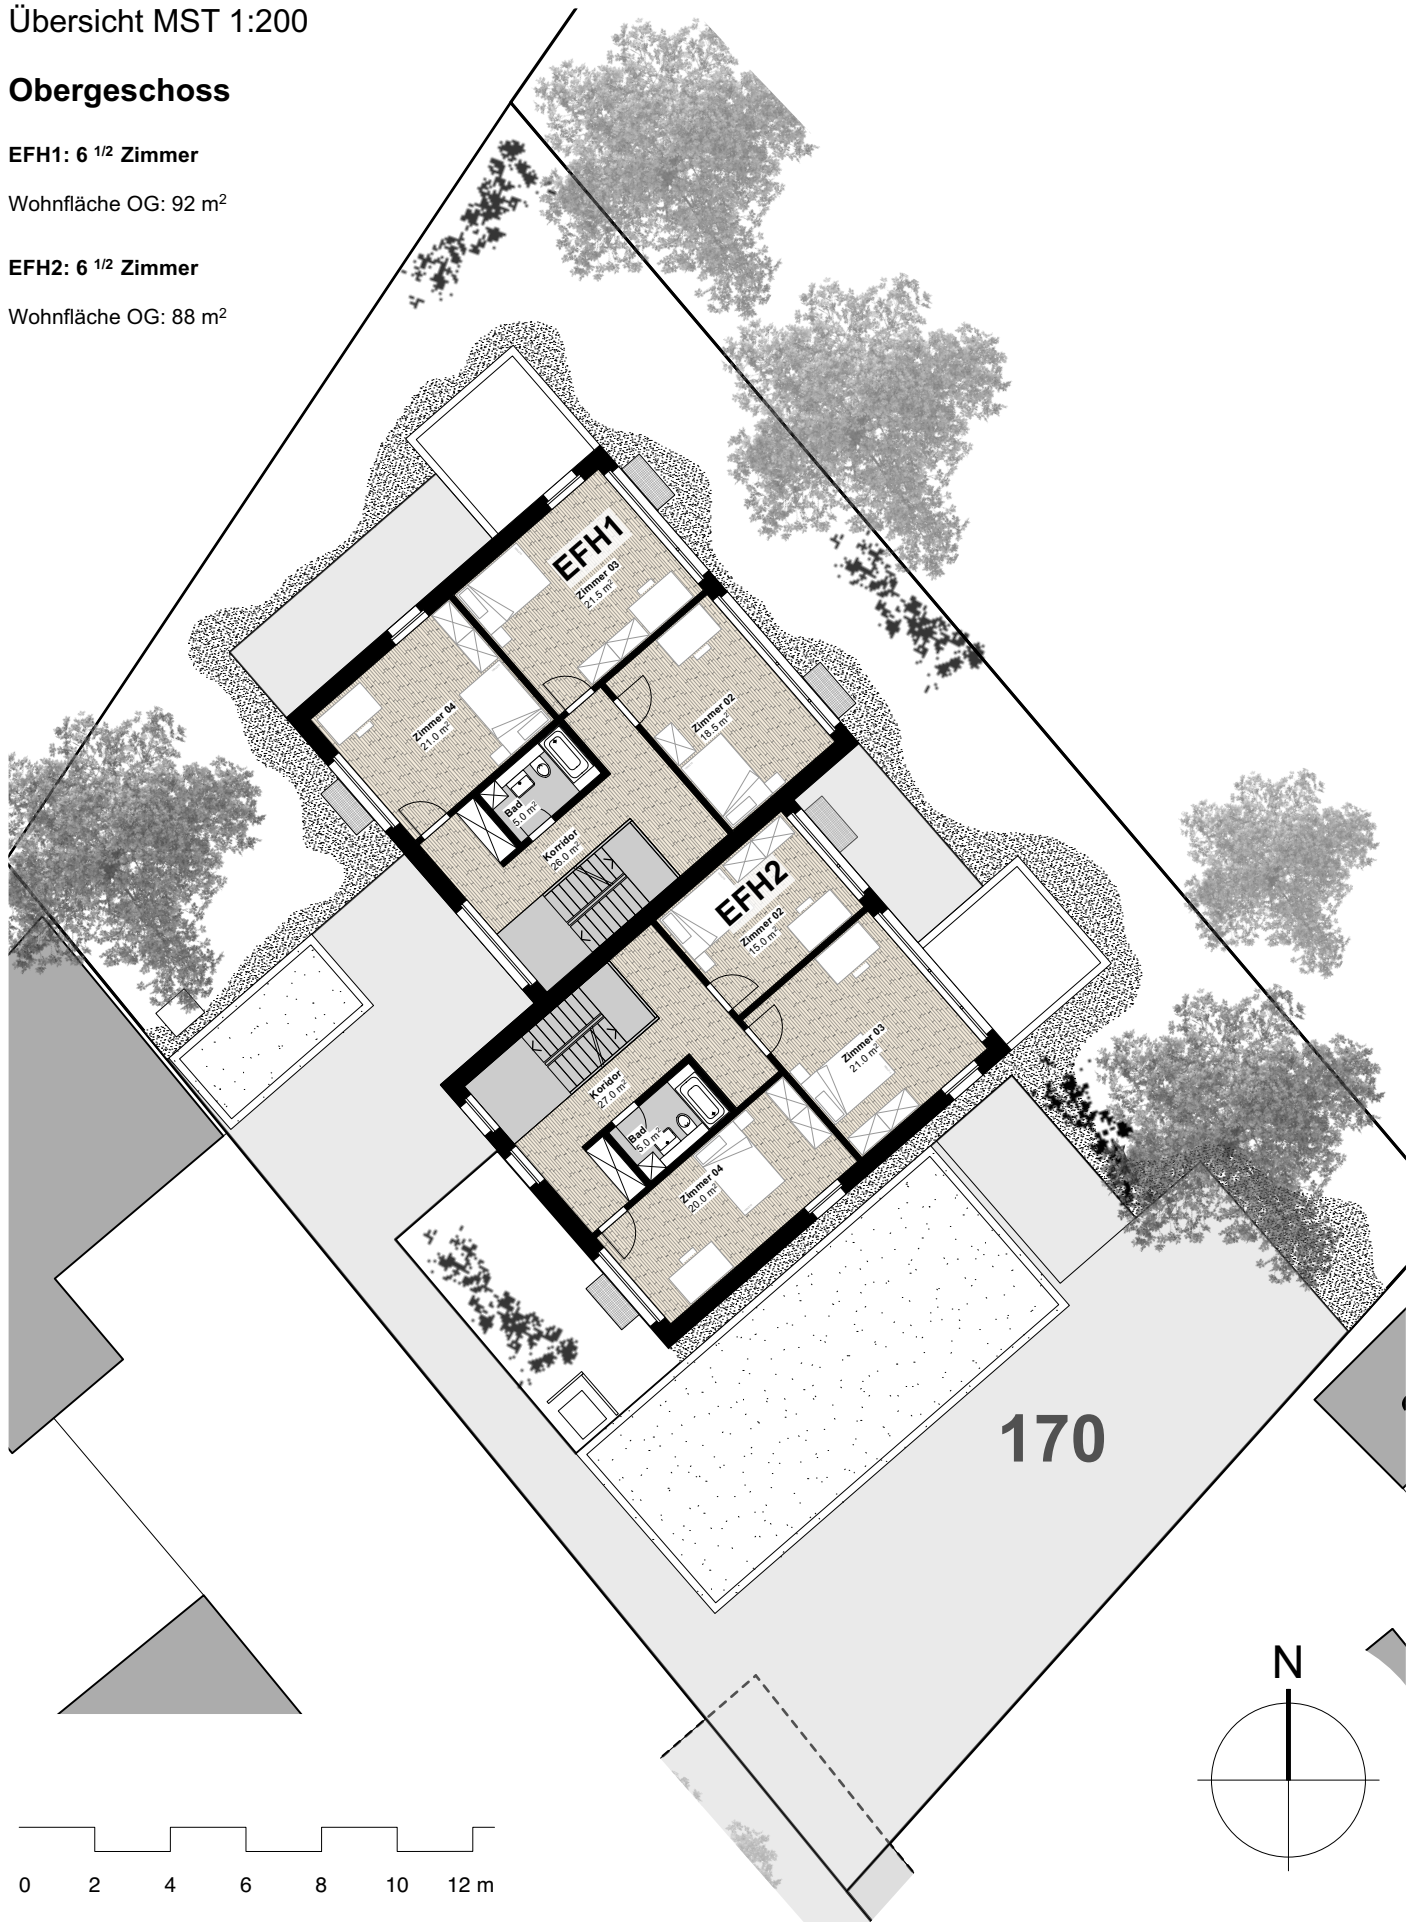 Übersicht MST 1:200
Obergeschoss
EFH1: 6 1/2 Zimmer
Wohnfläche OG: 92 m²
EFH2: 6 1/2 Zimmer
Wohnfläche OG: 88 m²
EFH1
Zimmer 03
21.5 m²
Zimmer 04
21.0 m²
Zimmer 02
18.5 m²
Bad
5.0 m²
Korridor
26.0 m²
EFH2
Zimmer 02
15.0 m²
Zimmer 03
21.0 m²
Koridor
27.0 m²
Bad
5.0 m²
Zimmer 04
20.0 m²
170
N
0 2 4 6 8 10 12 m